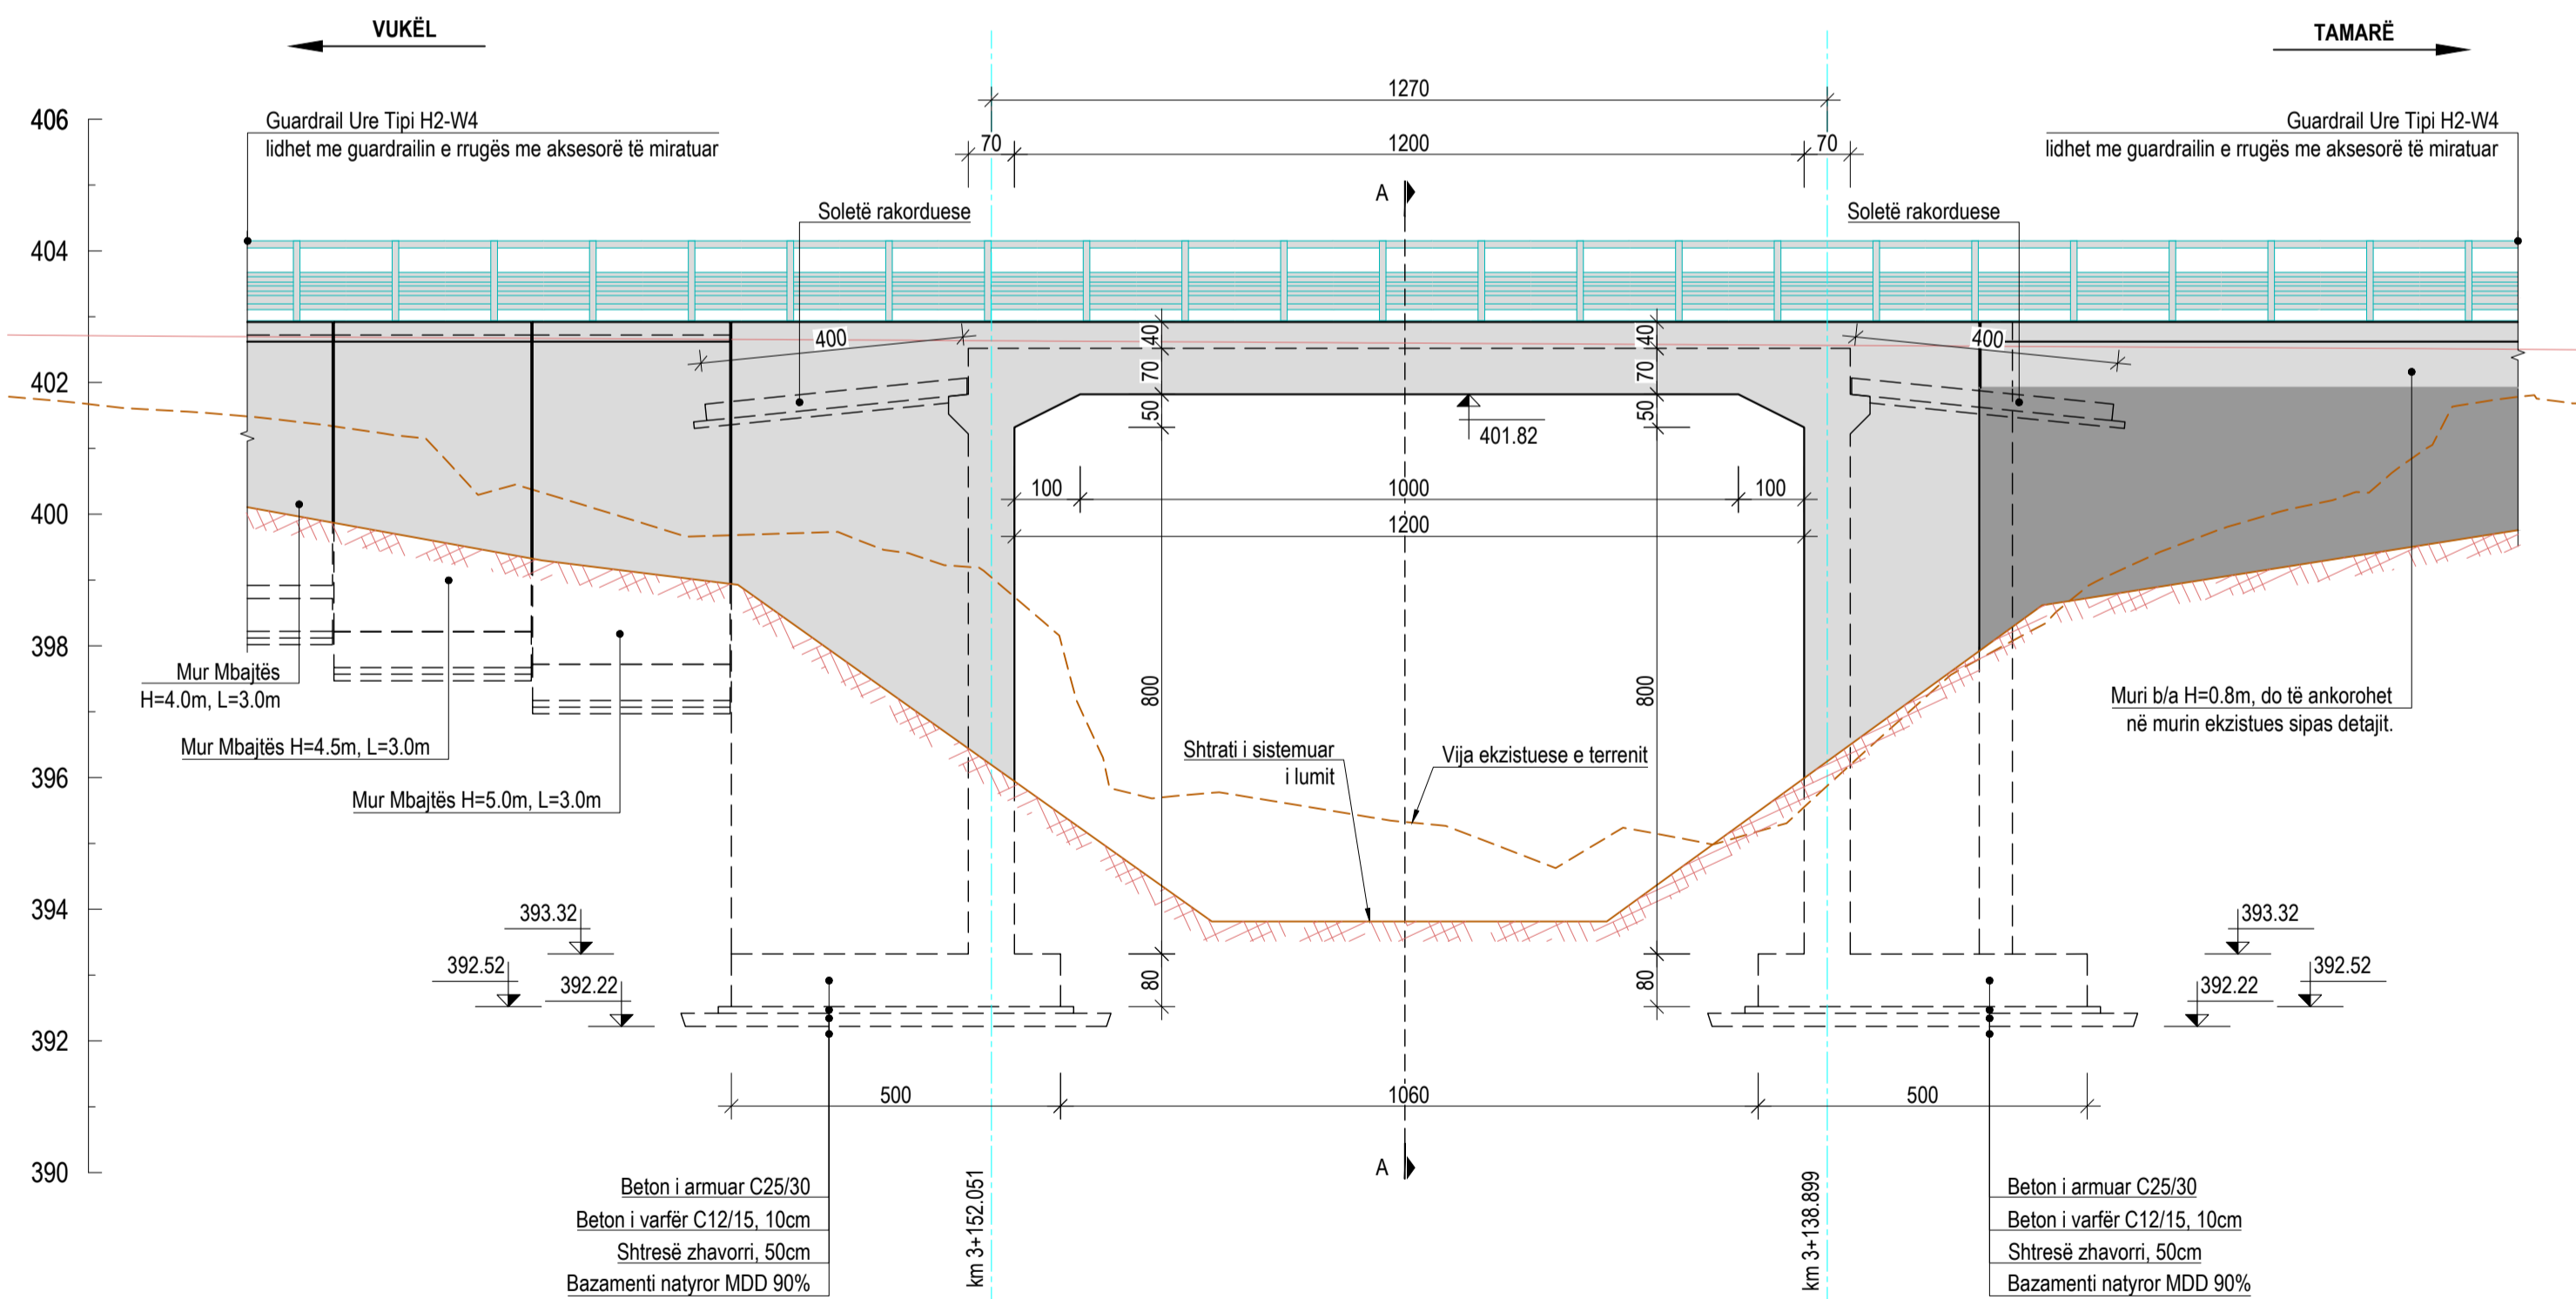 VUKËL
TAMARË
1270
406
Guardrail Ure Tipi H2-W4
lidhet me guardrailin e rrugës me aksesorë të miratuar
70
1200
70
Guardrail Ure Tipi H2-W4
lidhet me guardrailin e rrugës me aksesorë të miratuar
A
Soletë rakorduese
Soletë rakorduese
404
400
40
40
400
402
70
70
50
50
401.82
400
100
1000
100
1200
398
Mur Mbajtës
H=4.0m, L=3.0m
800
800
Muri b/a H=0.8m, do të ankorohet
në murin ekzistues sipas detajit.
Mur Mbajtës H=4.5m, L=3.0m
Shtrati i sistemuar
i lumit
Vija ekzistuese e terrenit
396
Mur Mbajtës H=5.0m, L=3.0m
394
393.32
393.32
392.52
392.22
80
80
392.52
392.22
392
500
1060
500
390
A
Beton i armuar C25/30
Beton i varfër C12/15, 10cm
Shtresë zhavorri, 50cm
Bazamenti natyror MDD 90%
km 3+152.051
km 3+138.899
Beton i armuar C25/30
Beton i varfër C12/15, 10cm
Shtresë zhavorri, 50cm
Bazamenti natyror MDD 90%